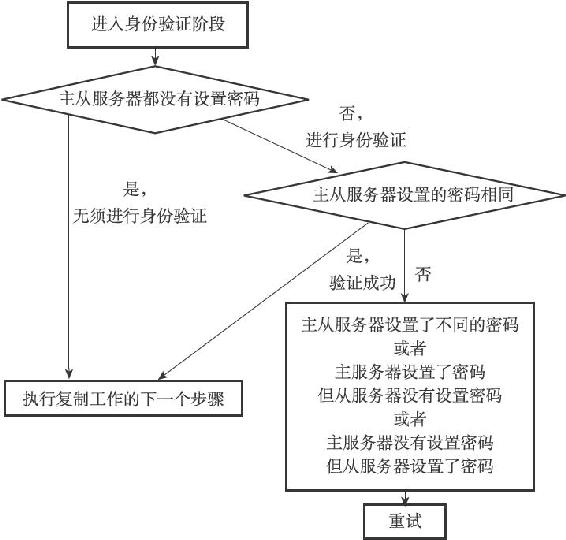 进入身份验证阶段
主从服务器都没有设置密码
否，
进行身份验证
是，
无须进行身份验证
主从服务器设置的密码相同
是，
验证成功
否
主从服务器设置了不同的密码
或者
主服务器设置了密码
但从服务器没有设置密码
或者
主服务器没有设置密码
但从服务器设置了密码
执行复制工作的下一个步骤
重试